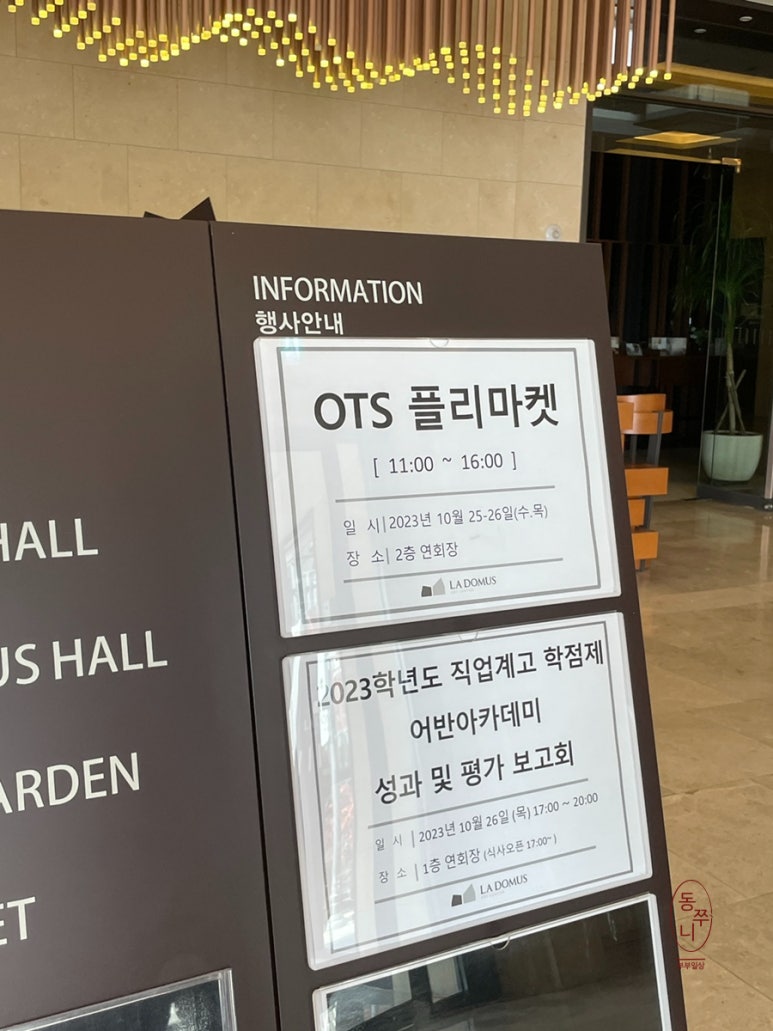 INFORMATION
행사안내
OTS 플리마켓
[ 11:00 ~ 16:00 ]
일 시 | 2023년 10월 25-26일(수.목)
장 소 | 2층 연회장
LA DOMUS
2023학년도 직업계고 학점제
어반아카데미
성과 및 평가 보고회
일 시 | 2023년 10월 26일 (목) 17:00 ~ 20:00
장 소 | 1층 연회장 (식사오픈 17:00~)
LA DOMUS
HALL
US HALL
ARDEN
ET
동쭈니
부부일상